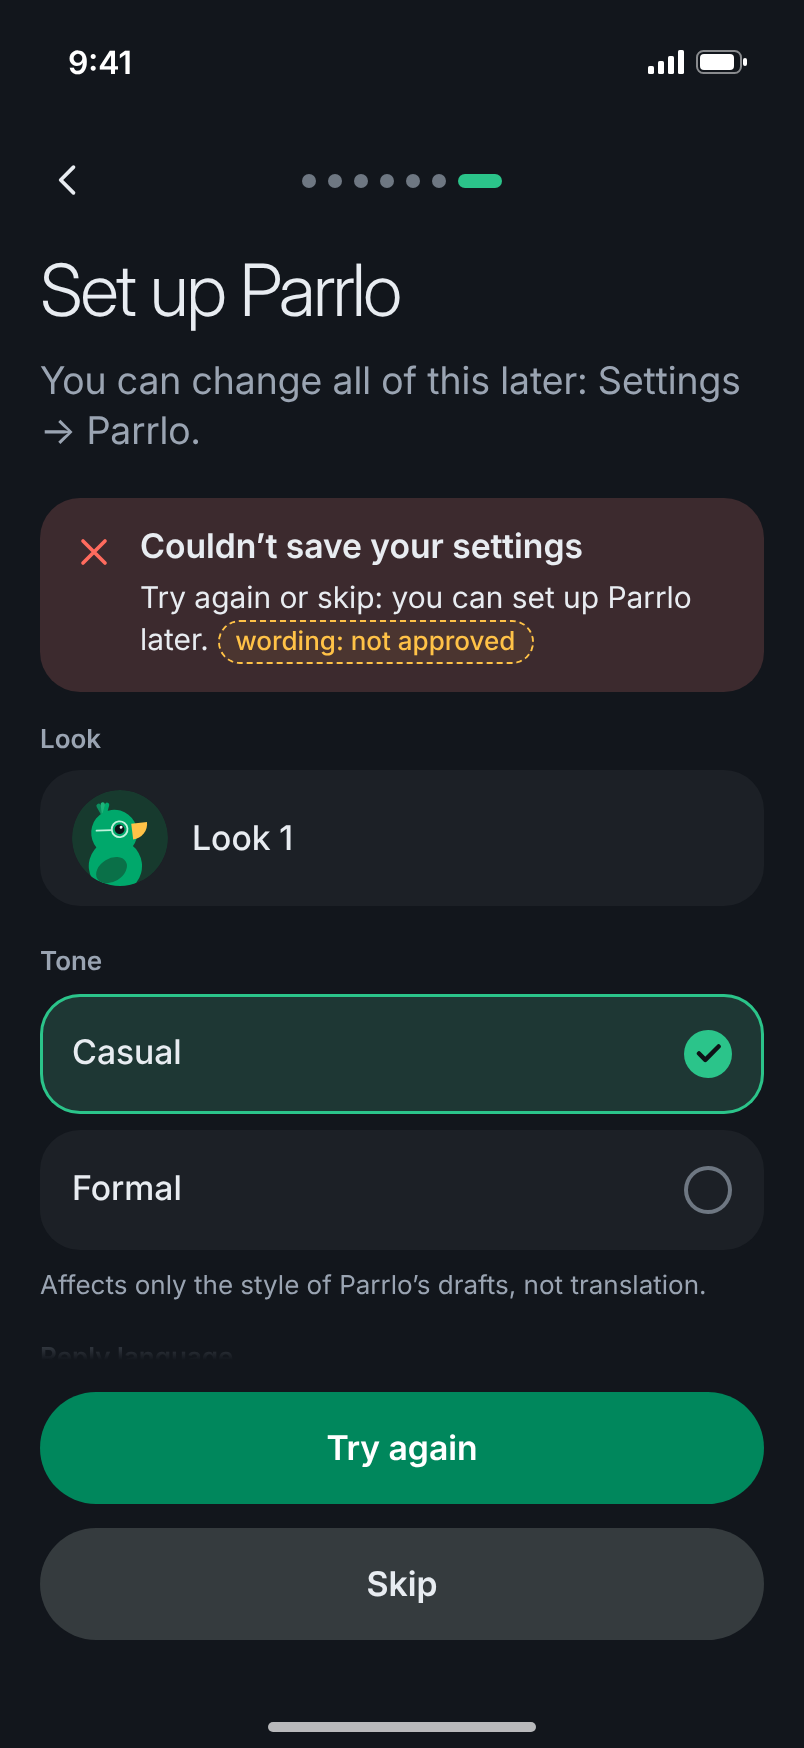 9:41
Set up Parrlo
You can change all of this later: Settings
→ Parrlo.
Couldn’t save your settings
Try again or skip: you can set up Parrlo
later. wording: not approved
Look
Look 1
Tone
Casual
Formal
Affects only the style of Parrlo’s drafts, not translation.
Reply language
Try again
Skip